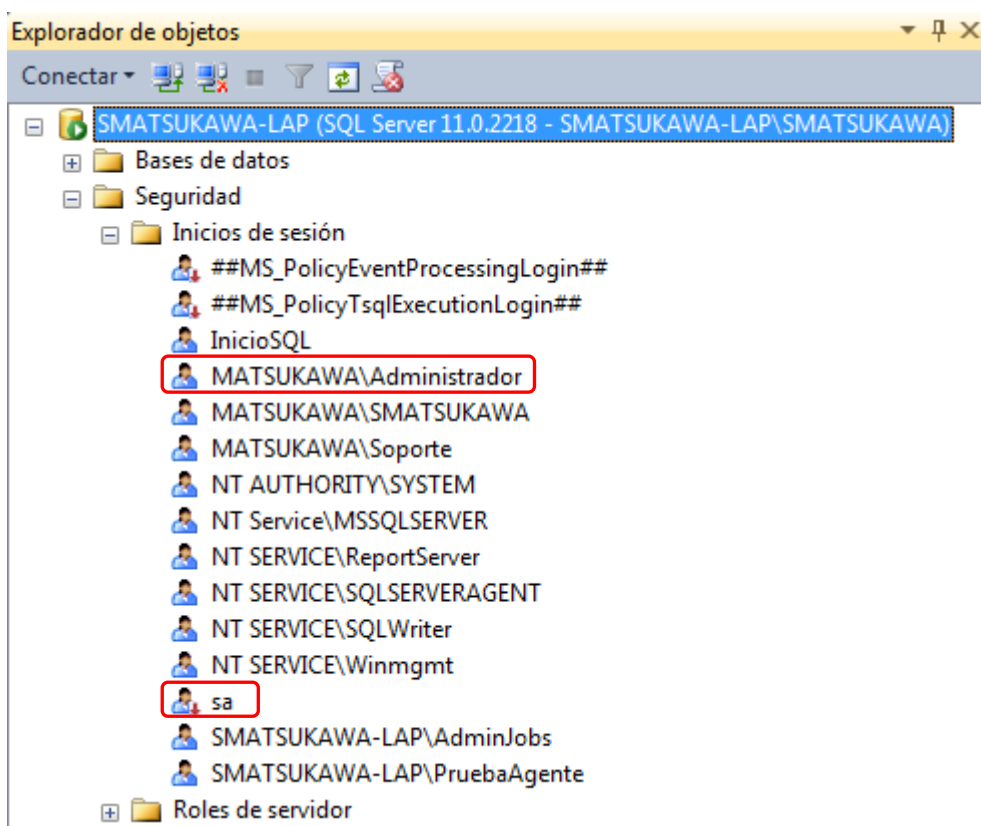 Explorador de objetos
Conectar
SMATSUKAWA-LAP (SQL Server 11.0.2218 - SMATSUKAWA-LAP\SMATSUKAWA)
Bases de datos
Seguridad
Inicios de sesión
##MS_PolicyEventProcessingLogin##
##MS_PolicyTsqlExecutionLogin##
InicioSQL
MATSUKAWA\Administrador
MATSUKAWA\SMATSUKAWA
MATSUKAWA\Soporte
NT AUTHORITY\SYSTEM
NT Service\MSSQLSERVER
NT SERVICE\ReportServer
NT SERVICE\SQLSERVERAGENT
NT SERVICE\SQLWriter
NT SERVICE\Winmgmt
sa
SMATSUKAWA-LAP\AdminJobs
SMATSUKAWA-LAP\PruebaAgente
Roles de servidor